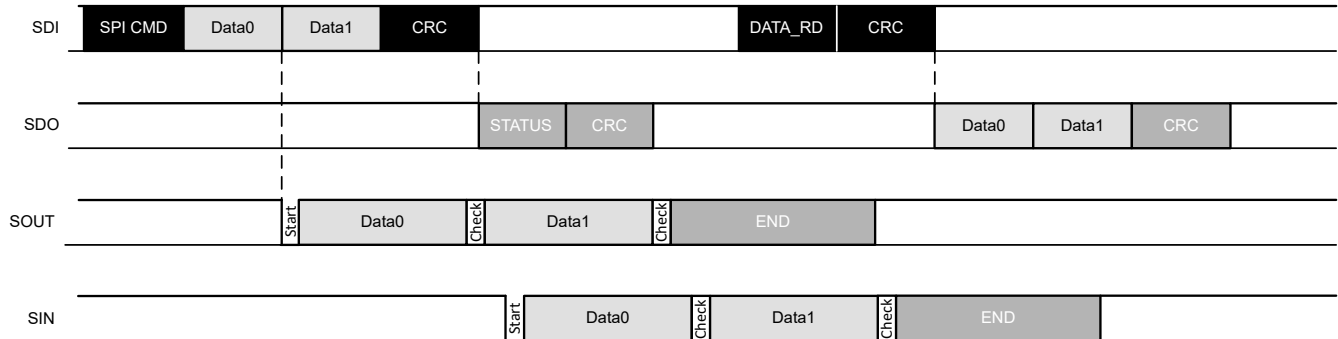 SDI SPI CMD Data0 Data1 CRC DATA_RD CRC
SDO STATUS CRC Data0 Data1 CRC
SOUT Start Data0 Check Data1 Check END
SIN Start Data0 Check Data1 Check END